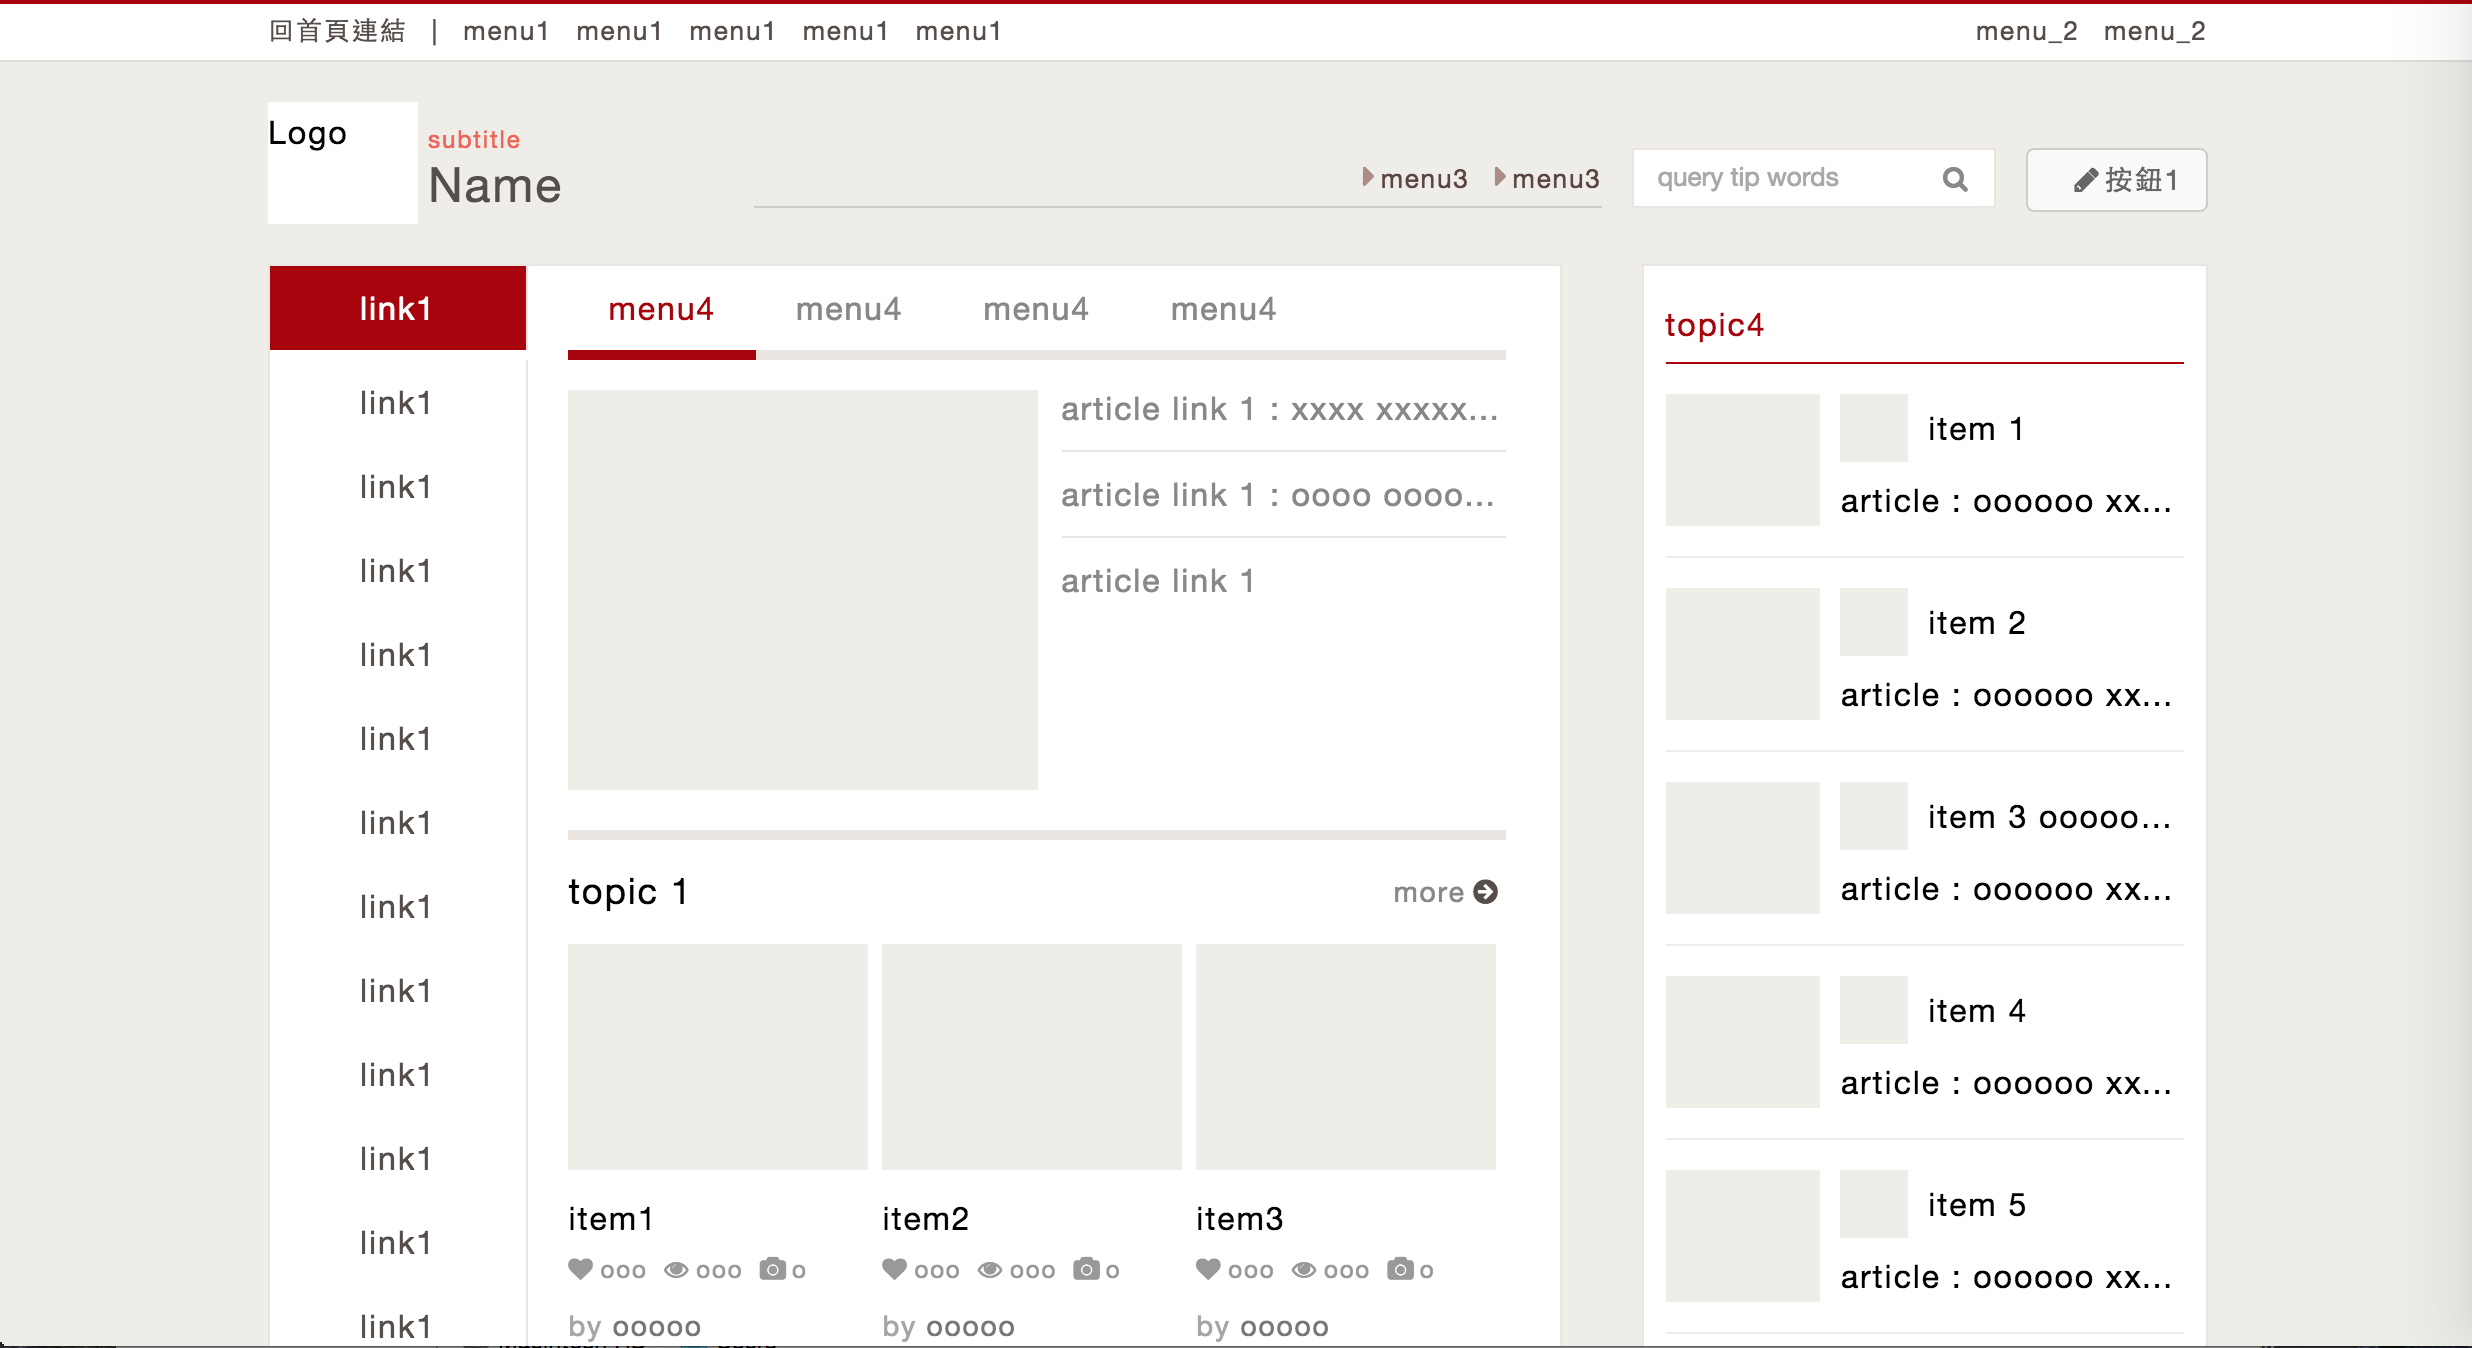 回首頁連結 | menu1 menu1 menu1 menu1 menu1 menu_2 menu_2
Logo
subtitle
Name
menu3 menu3 query tip words 按鈕1
link1
link1
link1
link1
link1
link1
link1
link1
link1
link1
link1
link1
link1
menu4 menu4 menu4 menu4
article link 1 : xxxx xxxxx...
article link 1 : oooo oooo...
article link 1
topic 1 more
item1 item2 item3
ooo ooo o ooo ooo o ooo ooo o
by ooooo by ooooo by ooooo
topic4
item 1
article : oooooo xx...
item 2
article : oooooo xx...
item 3 ooooo...
article : oooooo xx...
item 4
article : oooooo xx...
item 5
article : oooooo xx...